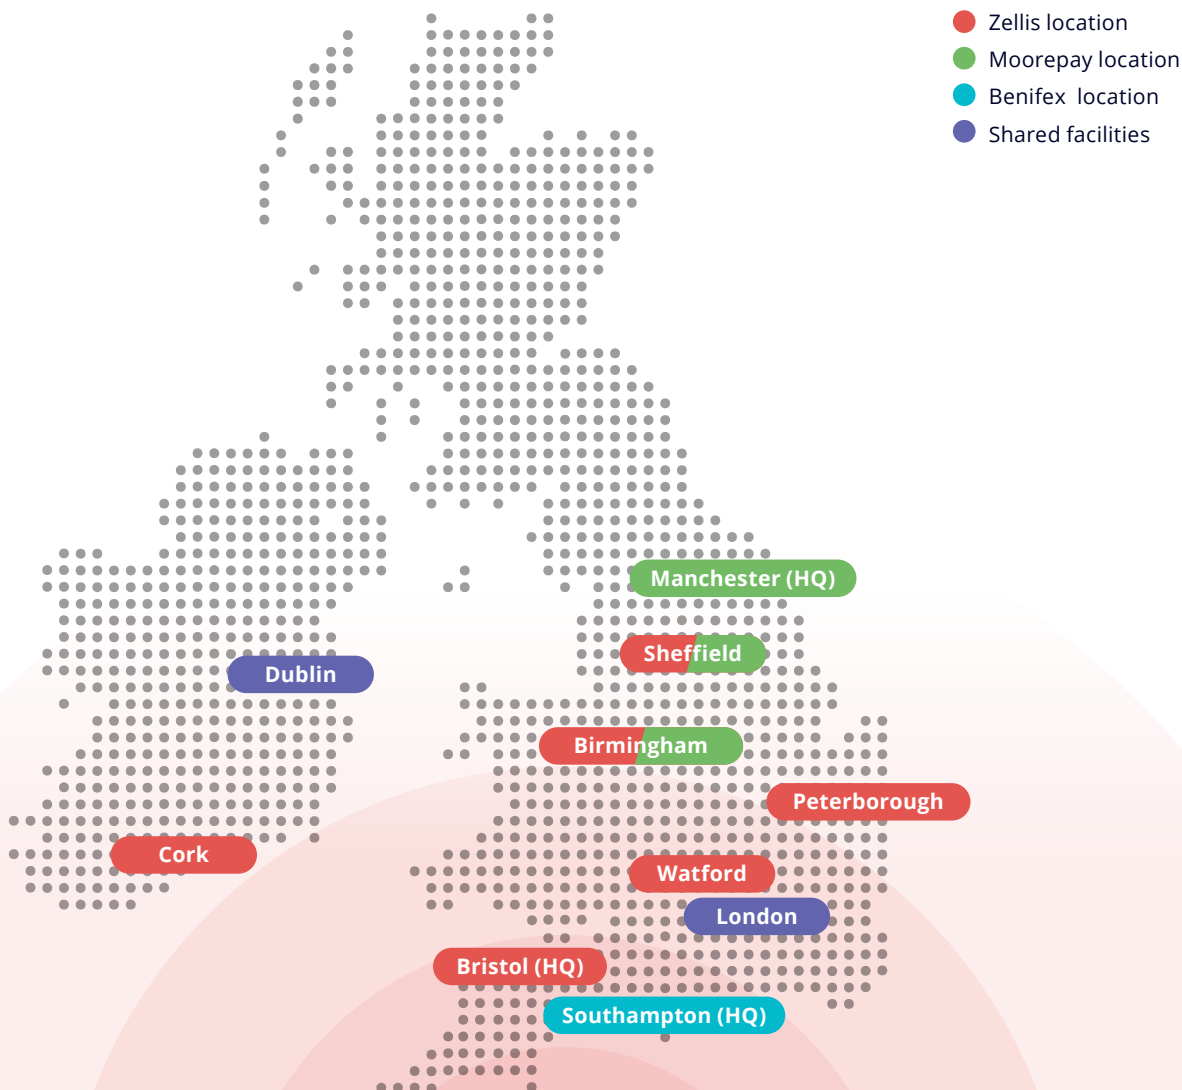 Zellis location
Moorepay location
Benifex  location
Shared facilities
Manchester (HQ)
Sheffield
Dublin
Birmingham
Peterborough
Cork
Watford
London
Bristol (HQ)
Southampton (HQ)